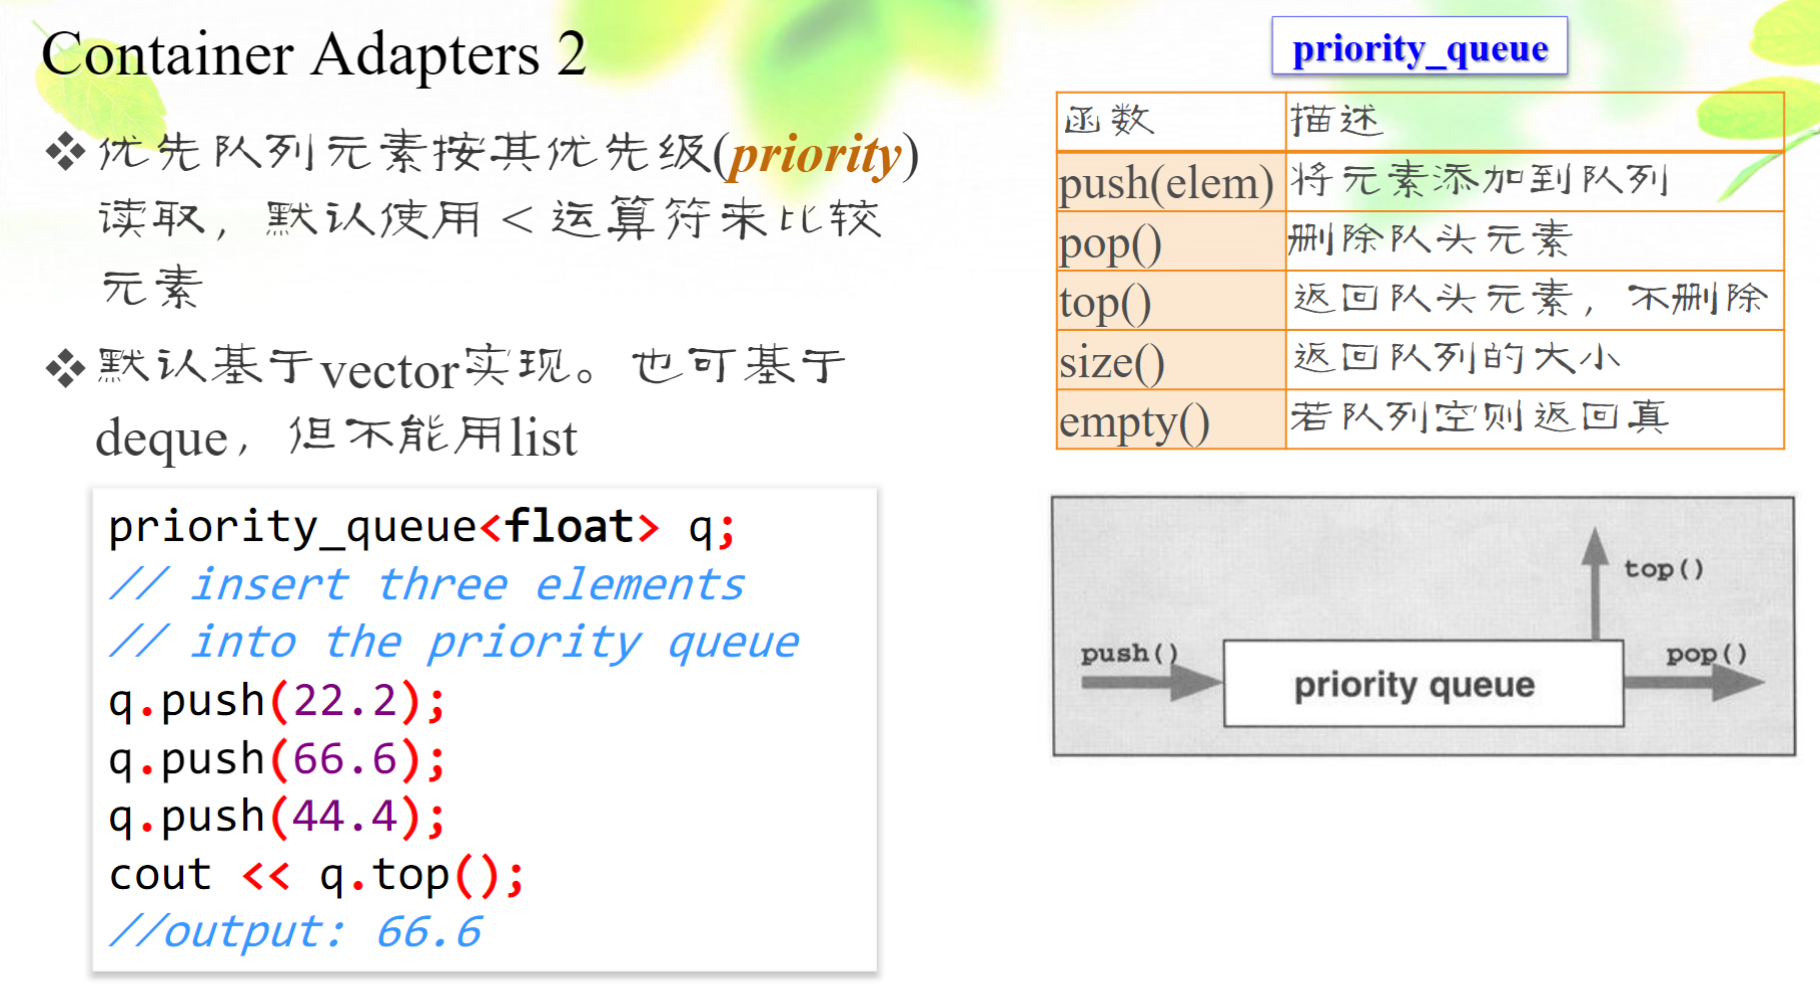 Container Adapters 2
❖优先队列元素按其优先级(priority)
读取，默认使用 < 运算符来比较
元素
❖默认基于vector实现。也可基于
deque，但不能用list
priority_queue<float> q;
// insert three elements
// into the priority queue
q.push(22.2);
q.push(66.6);
q.push(44.4);
cout << q.top();
//output: 66.6
priority_queue
函数 描述
push(elem) 将元素添加到队列
pop() 删除队头元素
top() 返回队头元素，不删除
size() 返回队列的大小
empty() 若队列空则返回真
top()
push() pop()
priority queue